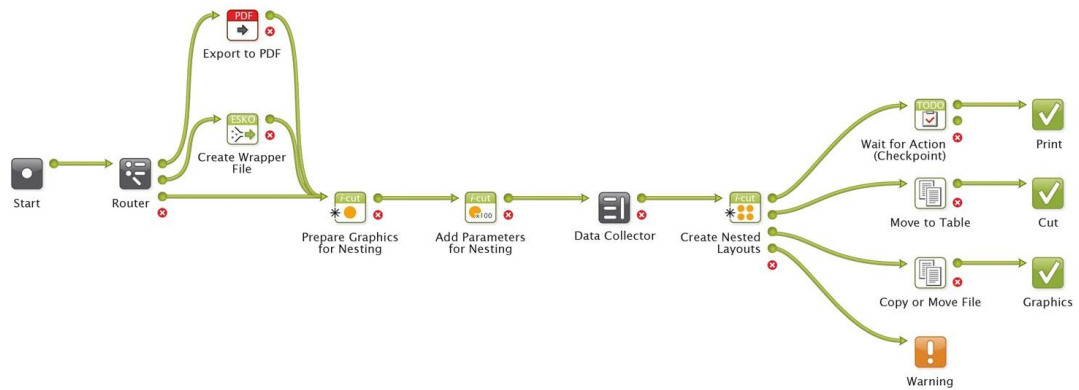 PDF
Export to PDF
ESKO
Create Wrapper
File
Start
Router
i-cut
Prepare Graphics
for Nesting
i-cut
x100
Add Parameters
for Nesting
Data Collector
i-cut
Create Nested
Layouts
TODO
Wait for Action
(Checkpoint)
Print
Move to Table
Cut
Copy or Move File
Graphics
Warning